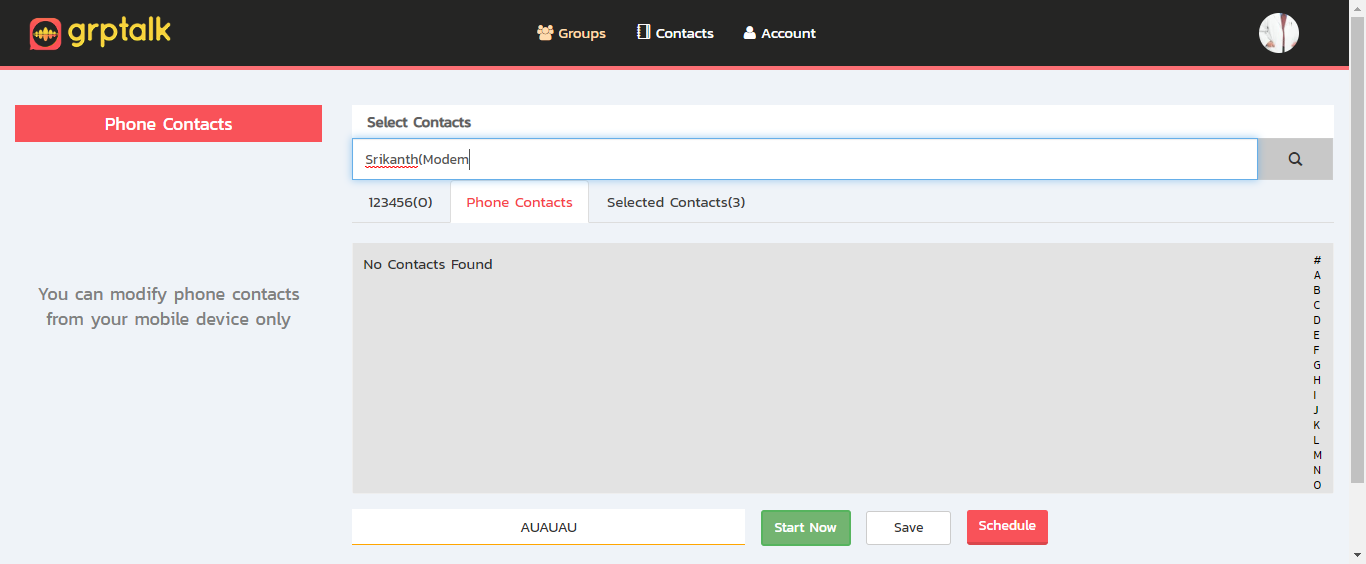 grptalk
Groups
Contacts
Account
Phone Contacts
You can modify phone contacts
from your mobile device only
Select Contacts
Srikanth(Modem
123456(0)
Phone Contacts
Selected Contacts(3)
No Contacts Found
#
A
B
C
D
E
F
G
H
I
J
K
L
M
N
O
AUAUAU
Start Now
Save
Schedule